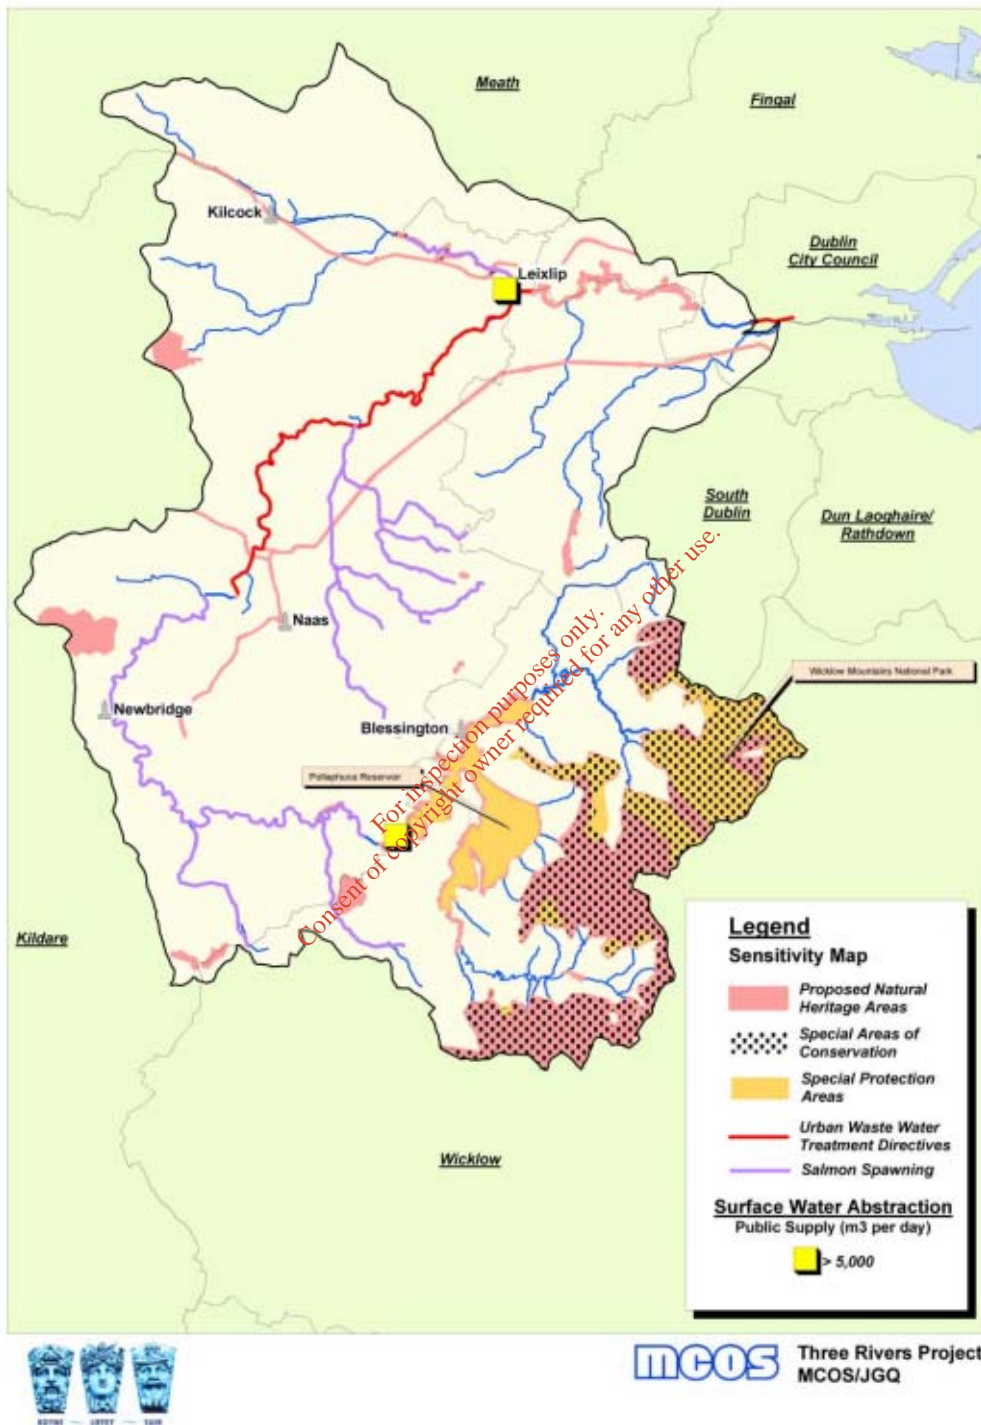 Meath
Fingal
Kilcock
Dublin
City Council
Leixlip
South
Dublin
Dun Laoghaire/
Rathdown
Naas
Wicklow Mountains National Park
Newbridge
Blessington
Pollaphuca Reservoir
For inspection purposes only.
Consent of copyright owner required for any other use.
Kildare
Wicklow
Legend
Sensitivity Map
Proposed Natural
Heritage Areas
Special Areas of
Conservation
Special Protection
Areas
Urban Waste Water
Treatment Directives
Salmon Spawning
Surface Water Abstraction
Public Supply (m3 per day)
> 5,000
BOYNE LIFFEY SUIR
mcos
Three Rivers Project
MCOS/JGQ